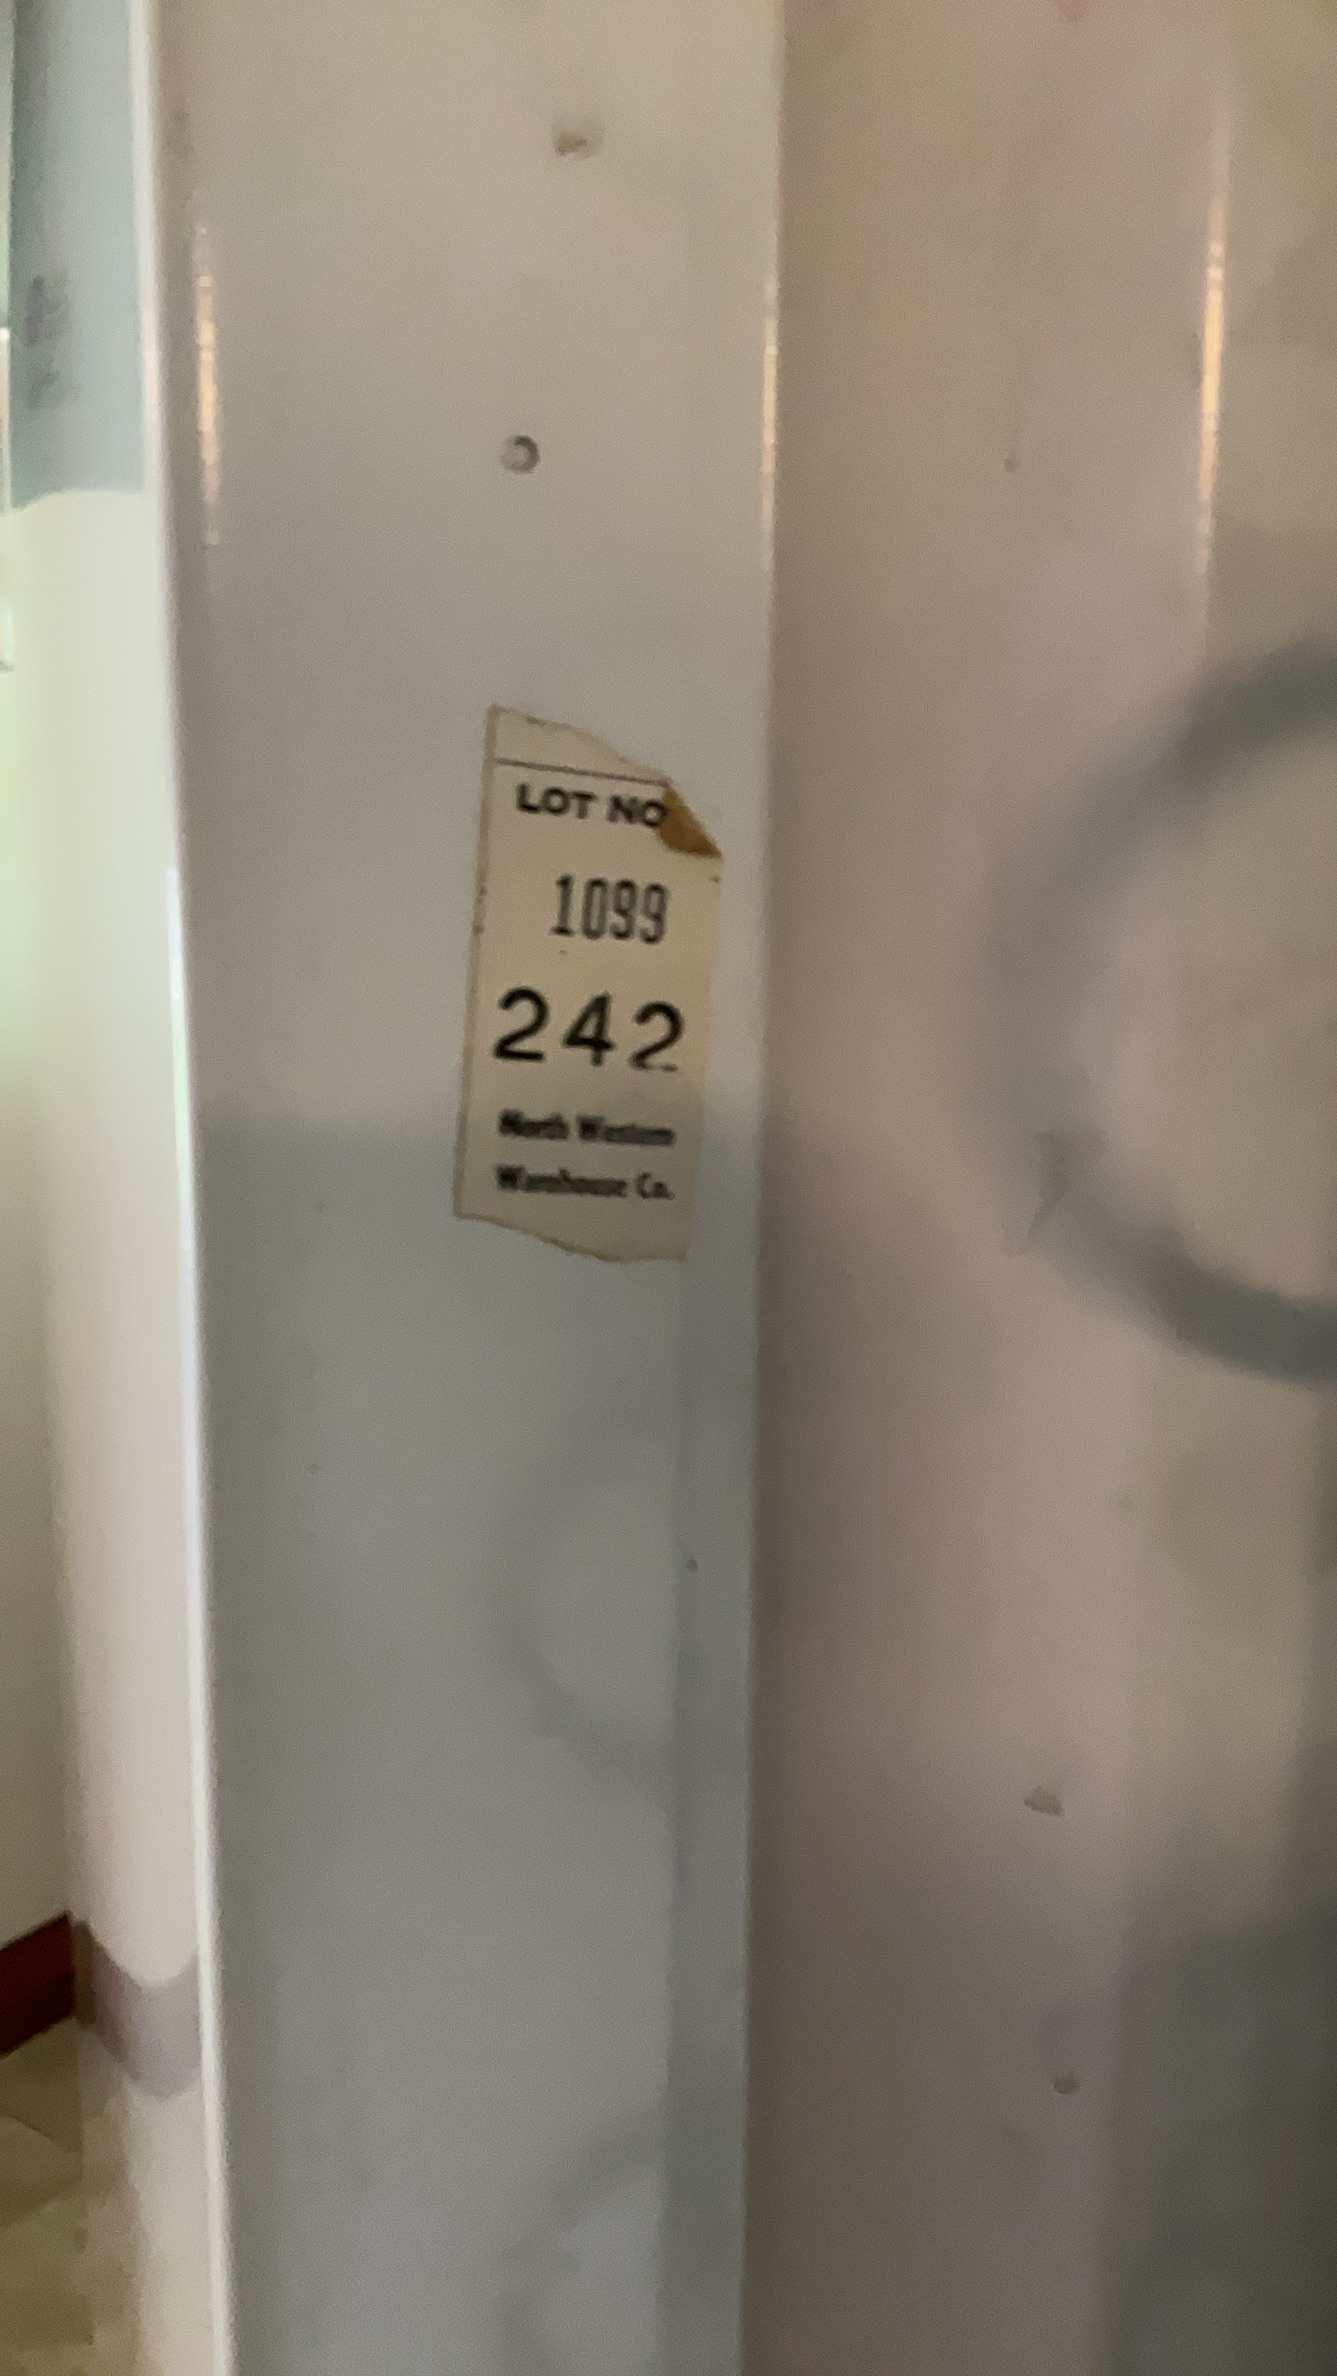 LOT NO
1099
242
North Western
Warehouse Co.